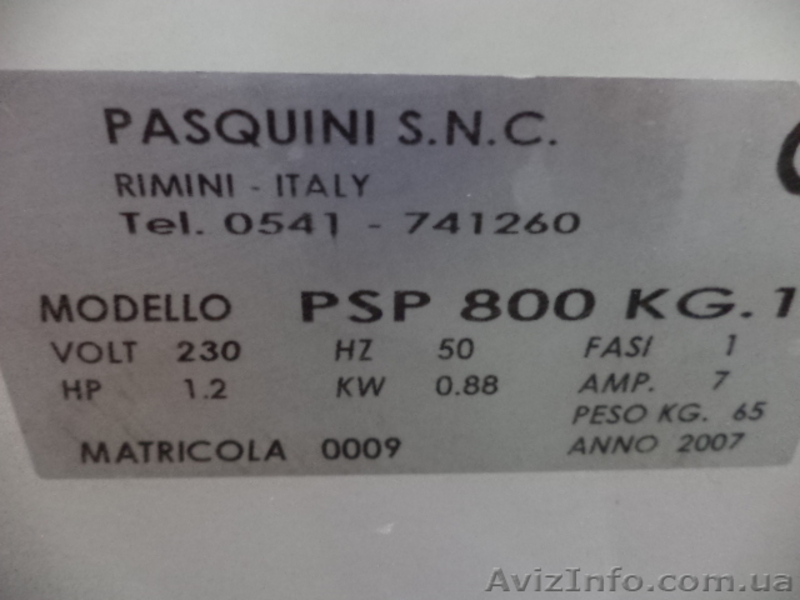 PASQUINI S.N.C.
RIMINI - ITALY
Tel. 0541 - 741260
MODELLO PSP 800 KG. 1
VOLT 230 HZ 50 FASI 1
HP 1.2 KW 0.88 AMP. 7
PESO KG. 65
MATRICOLA 0009 ANNO 2007
AvizInfo.com.ua